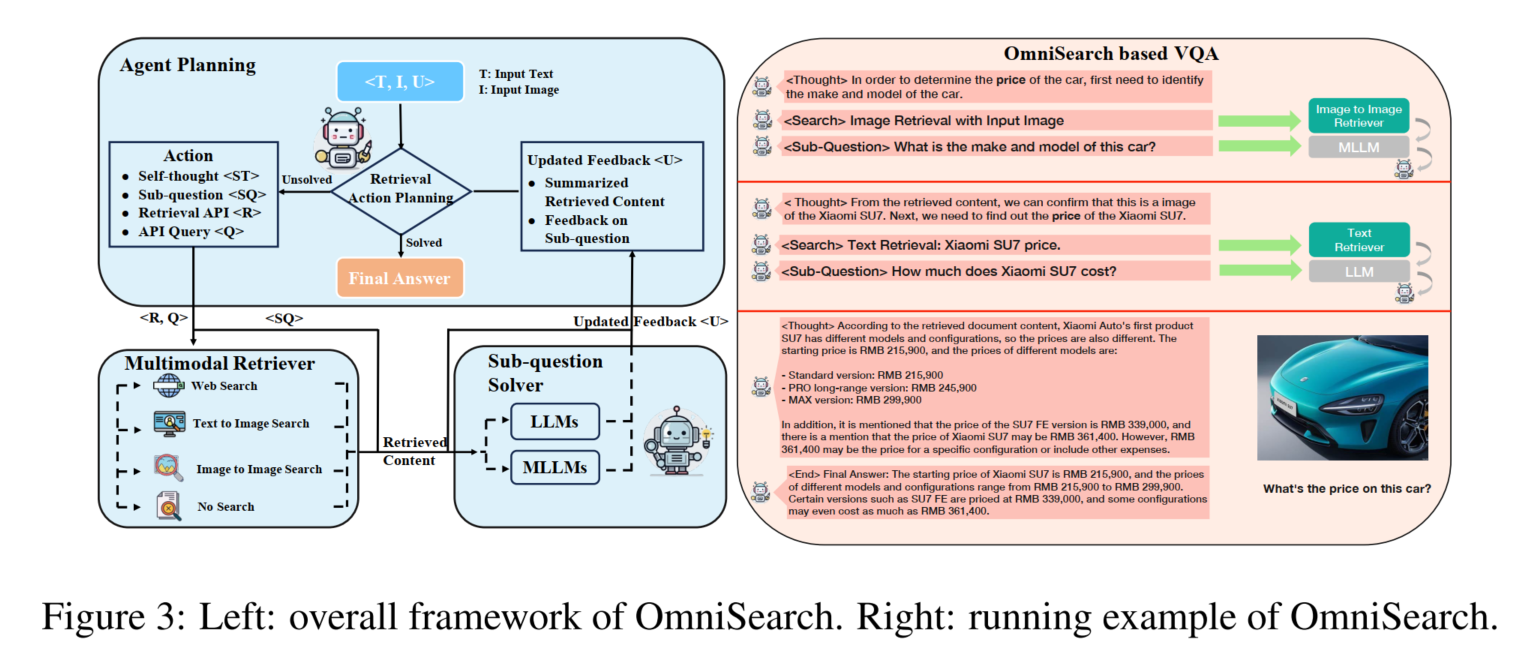 Agent Planning
<T, I, U>
T: Input Text
I: Input Image
Action
● Self-thought <ST>
● Sub-question <SQ>
● Retrieval API <R>
● API Query <Q>
Unsolved
Retrieval
Action Planning
Solved
Final Answer
Updated Feedback <U>
● Summarized
Retrieved Content
● Feedback on
Sub-question
<R, Q>
<SQ>
Updated Feedback <U>
Multimodal Retriever
Web Search
Text to Image Search
Image to Image Search
No Search
Retrieved
Content
Sub-question
Solver
LLMs
MLLMs
OmniSearch based VQA
<Thought> In order to determine the price of the car, first need to identify
the make and model of the car.
<Search> Image Retrieval with Input Image
<Sub-Question> What is the make and model of this car?
Image to Image
Retriever
MLLM
< Thought> From the retrieved content, we can confirm that this is a image
of the Xiaomi SU7. Next, we need to find out the price of the Xiaomi SU7.
<Search> Text Retrieval: Xiaomi SU7 price.
<Sub-Question> How much does Xiaomi SU7 cost?
Text
Retriever
LLM
<Thought> According to the retrieved document content, Xiaomi Auto's first product
SU7 has different models and configurations, so the prices are also different. The
starting price is RMB 215,900, and the prices of different models are:
- Standard version: RMB 215,900
- PRO long-range version: RMB 245,900
- MAX version: RMB 299,900
In addition, it is mentioned that the price of the SU7 FE version is RMB 339,000, and
there is a mention that the price of Xiaomi SU7 may be RMB 361,400. However, RMB
361,400 may be the price for a specific configuration or include other expenses.
<End> Final Answer: The starting price of Xiaomi SU7 is RMB 215,900, and the prices
of different models and configurations range from RMB 215,900 to RMB 299,900.
Certain versions such as SU7 FE are priced at RMB 339,000, and some configurations
may even cost as much as RMB 361,400.
What's the price on this car?
Figure 3: Left: overall framework of OmniSearch. Right: running example of OmniSearch.